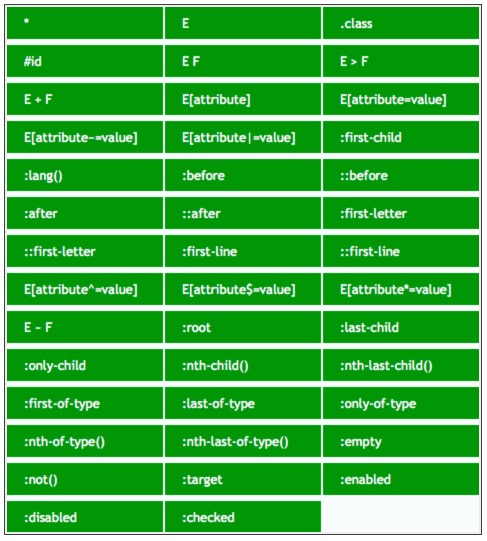 * E .class
#id E F E > F
E + F E[attribute] E[attribute=value]
E[attribute~=value] E[attribute|=value] :first-child
:lang() :before ::before
:after ::after :first-letter
::first-letter :first-line ::first-line
E[attribute^=value] E[attribute$=value] E[attribute*=value]
E ~ F :root :last-child
:only-child :nth-child() :nth-last-child()
:first-of-type :last-of-type :only-of-type
:nth-of-type() :nth-last-of-type() :empty
:not() :target :enabled
:disabled :checked